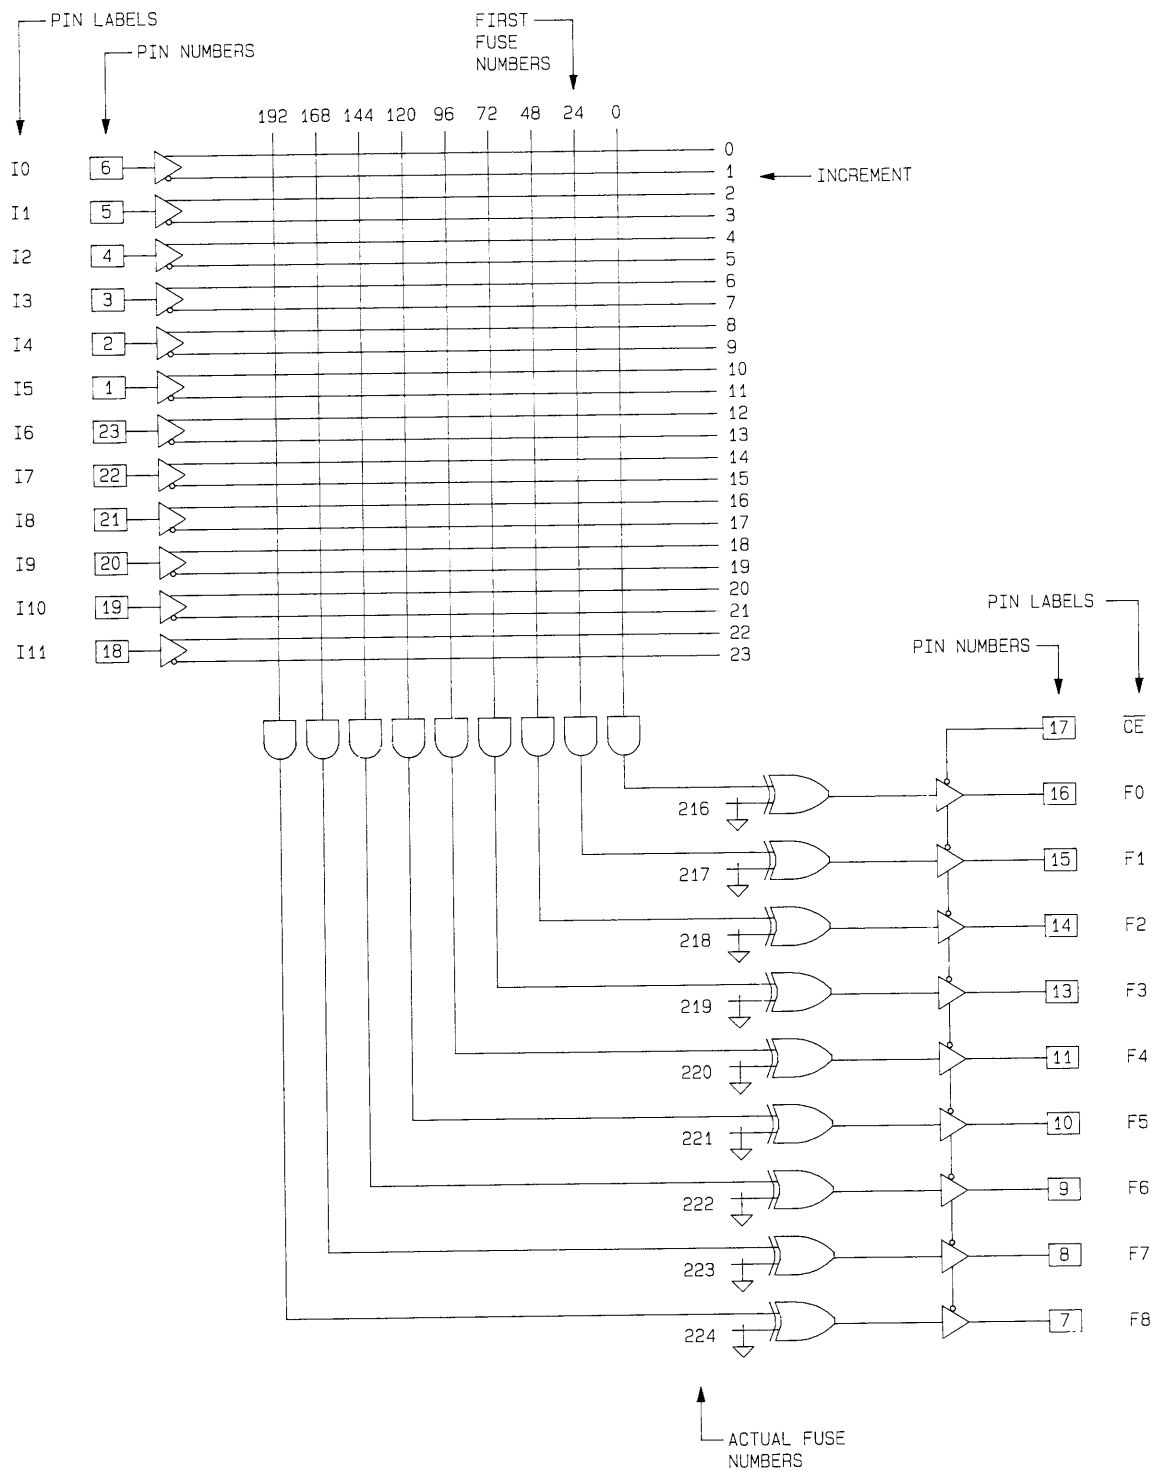 PIN LABELS
PIN NUMBERS
FIRST
FUSE
NUMBERS
192 168 144 120 96 72 48 24 0
0
I0 6
1
INCREMENT
2
I1 5
3
4
I2 4
5
6
I3 3
7
8
I4 2
9
10
I5 1
11
12
I6 23
13
14
I7 22
15
16
I8 21
17
18
I9 20
19
20
I10 19
21
22
I11 18
23
PIN LABELS
PIN NUMBERS
17 CE
216 16 F0
217 15 F1
218 14 F2
219 13 F3
220 11 F4
221 10 F5
222 9 F6
223 8 F7
224 7 F8
ACTUAL FUSE
NUMBERS